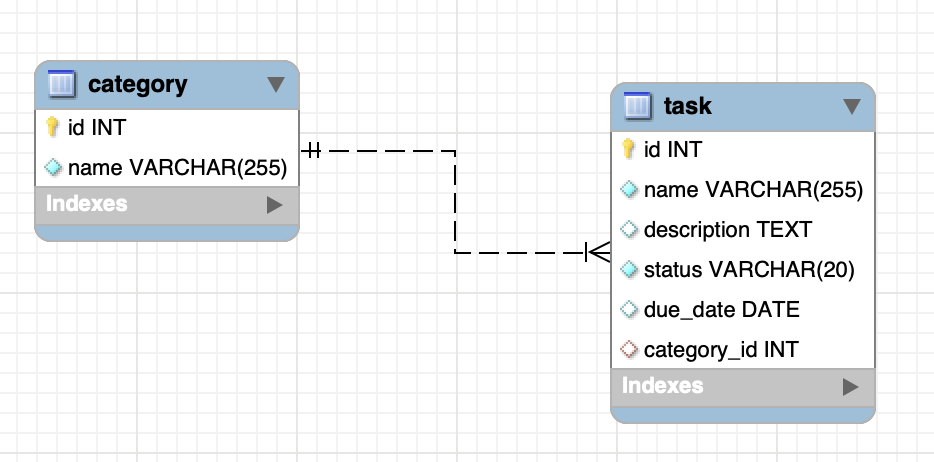 category
id INT
name VARCHAR(255)
Indexes
task
id INT
name VARCHAR(255)
description TEXT
status VARCHAR(20)
due_date DATE
category_id INT
Indexes